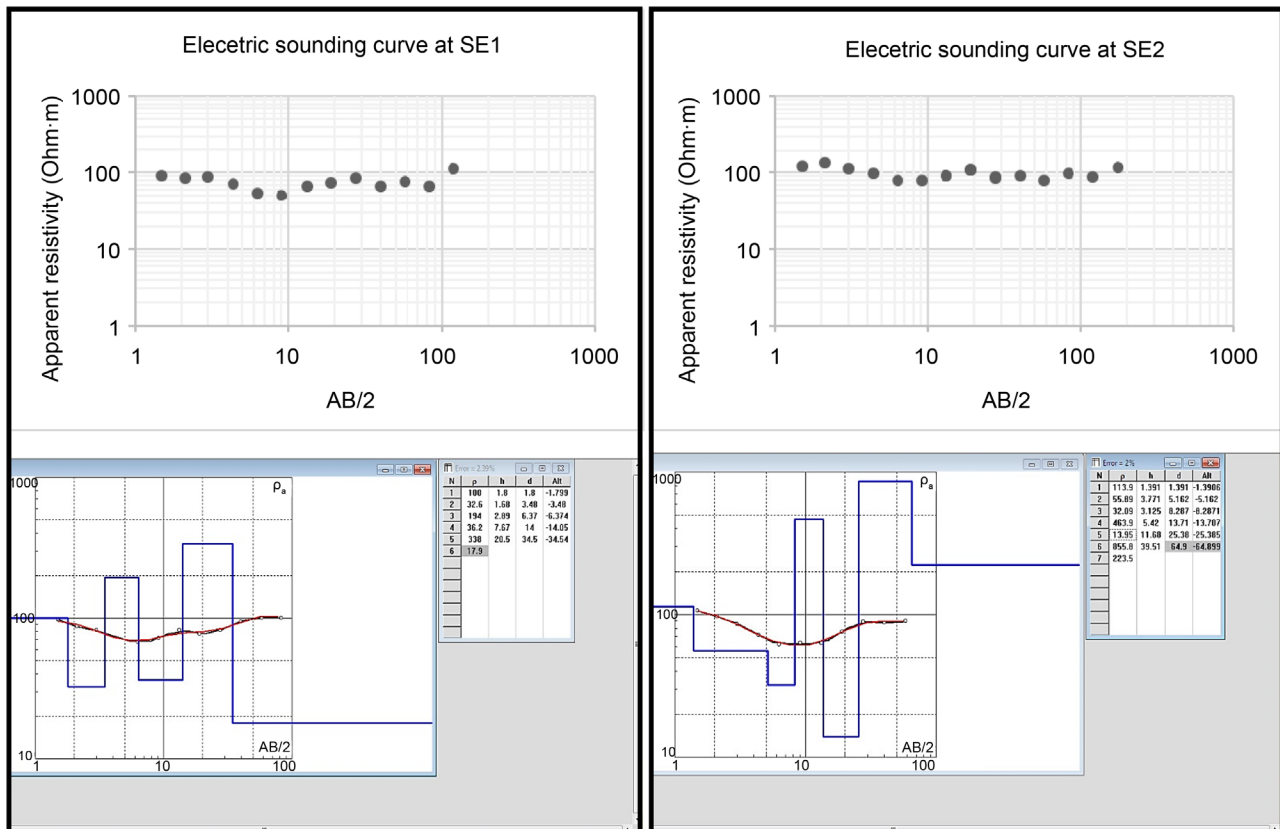 Elecetric sounding curve at SE1
Apparent resistivity (Ohm·m)
1000
100
10
1
1 10 100 1000
AB/2
Elecetric sounding curve at SE2
Apparent resistivity (Ohm·m)
1000
100
10
1
1 10 100 1000
AB/2
1000
ρa
100
10
AB/2
1 10 100
Error = 2.39%
N ρ h d Alt
1 100 1.8 1.8 -1.799
2 32.6 1.68 3.48 -3.48
3 194 2.89 6.37 -6.374
4 36.2 7.67 14 -14.05
5 338 20.5 34.5 -34.54
6 17.9
1000
ρa
100
10
AB/2
1 10 100
Error = 2%
N ρ h d Alt
1 113.9 1.391 1.391 -1.3906
2 55.89 3.771 5.162 -5.162
3 32.09 3.125 8.287 -8.2871
4 463.9 5.42 13.71 -13.707
5 13.95 11.68 25.38 -25.385
6 855.8 39.51 64.9 -64.899
7 223.5